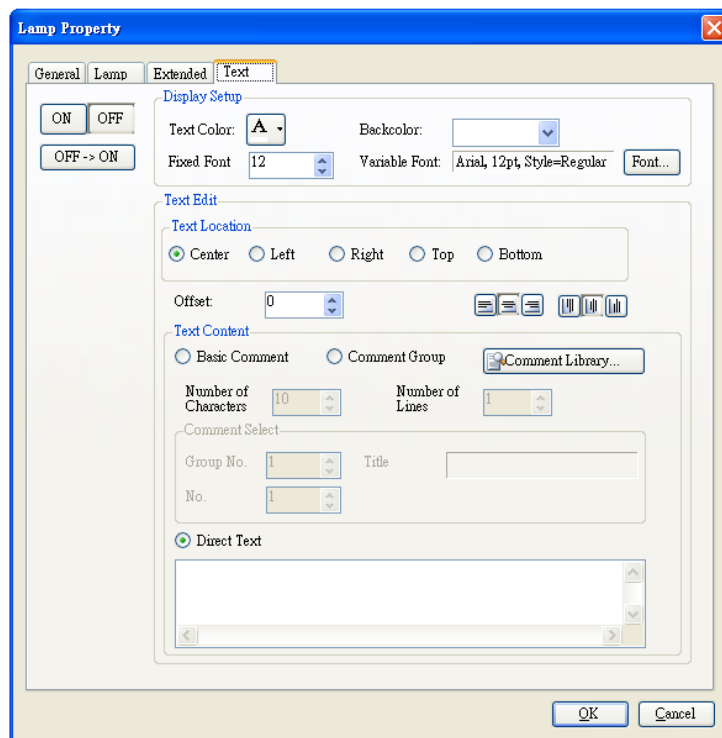 Lamp Property
General Lamp Extended Text
ON OFF
OFF -> ON
Display Setup
Text Color: A Backcolor:
Fixed Font 12 Variable Font: Arial, 12pt, Style=Regular Font...
Text Edit
Text Location
Center Left Right Top Bottom
Offset: 0
Text Content
Basic Comment Comment Group Comment Library...
Number of Characters 10 Number of Lines 1
Comment Select
Group No. 1 Title
No. 1
Direct Text
OK Cancel